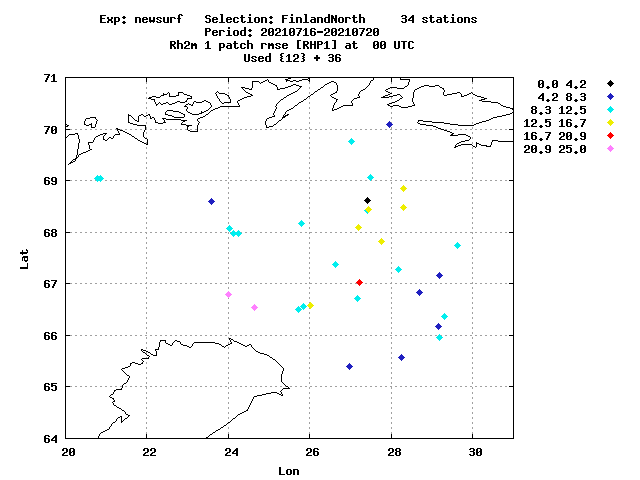 Exp: newsurf   Selection: FinlandNorth     34 stations
Period: 20210716-20210720
Rh2m 1 patch rmse [RHP1] at  00 UTC
Used {12} + 36
71
70
69
68
67
66
65
64
Lat
20 22 24 26 28 30
Lon
0.0 4.2
4.2 8.3
8.3 12.5
12.5 16.7
16.7 20.9
20.9 25.0